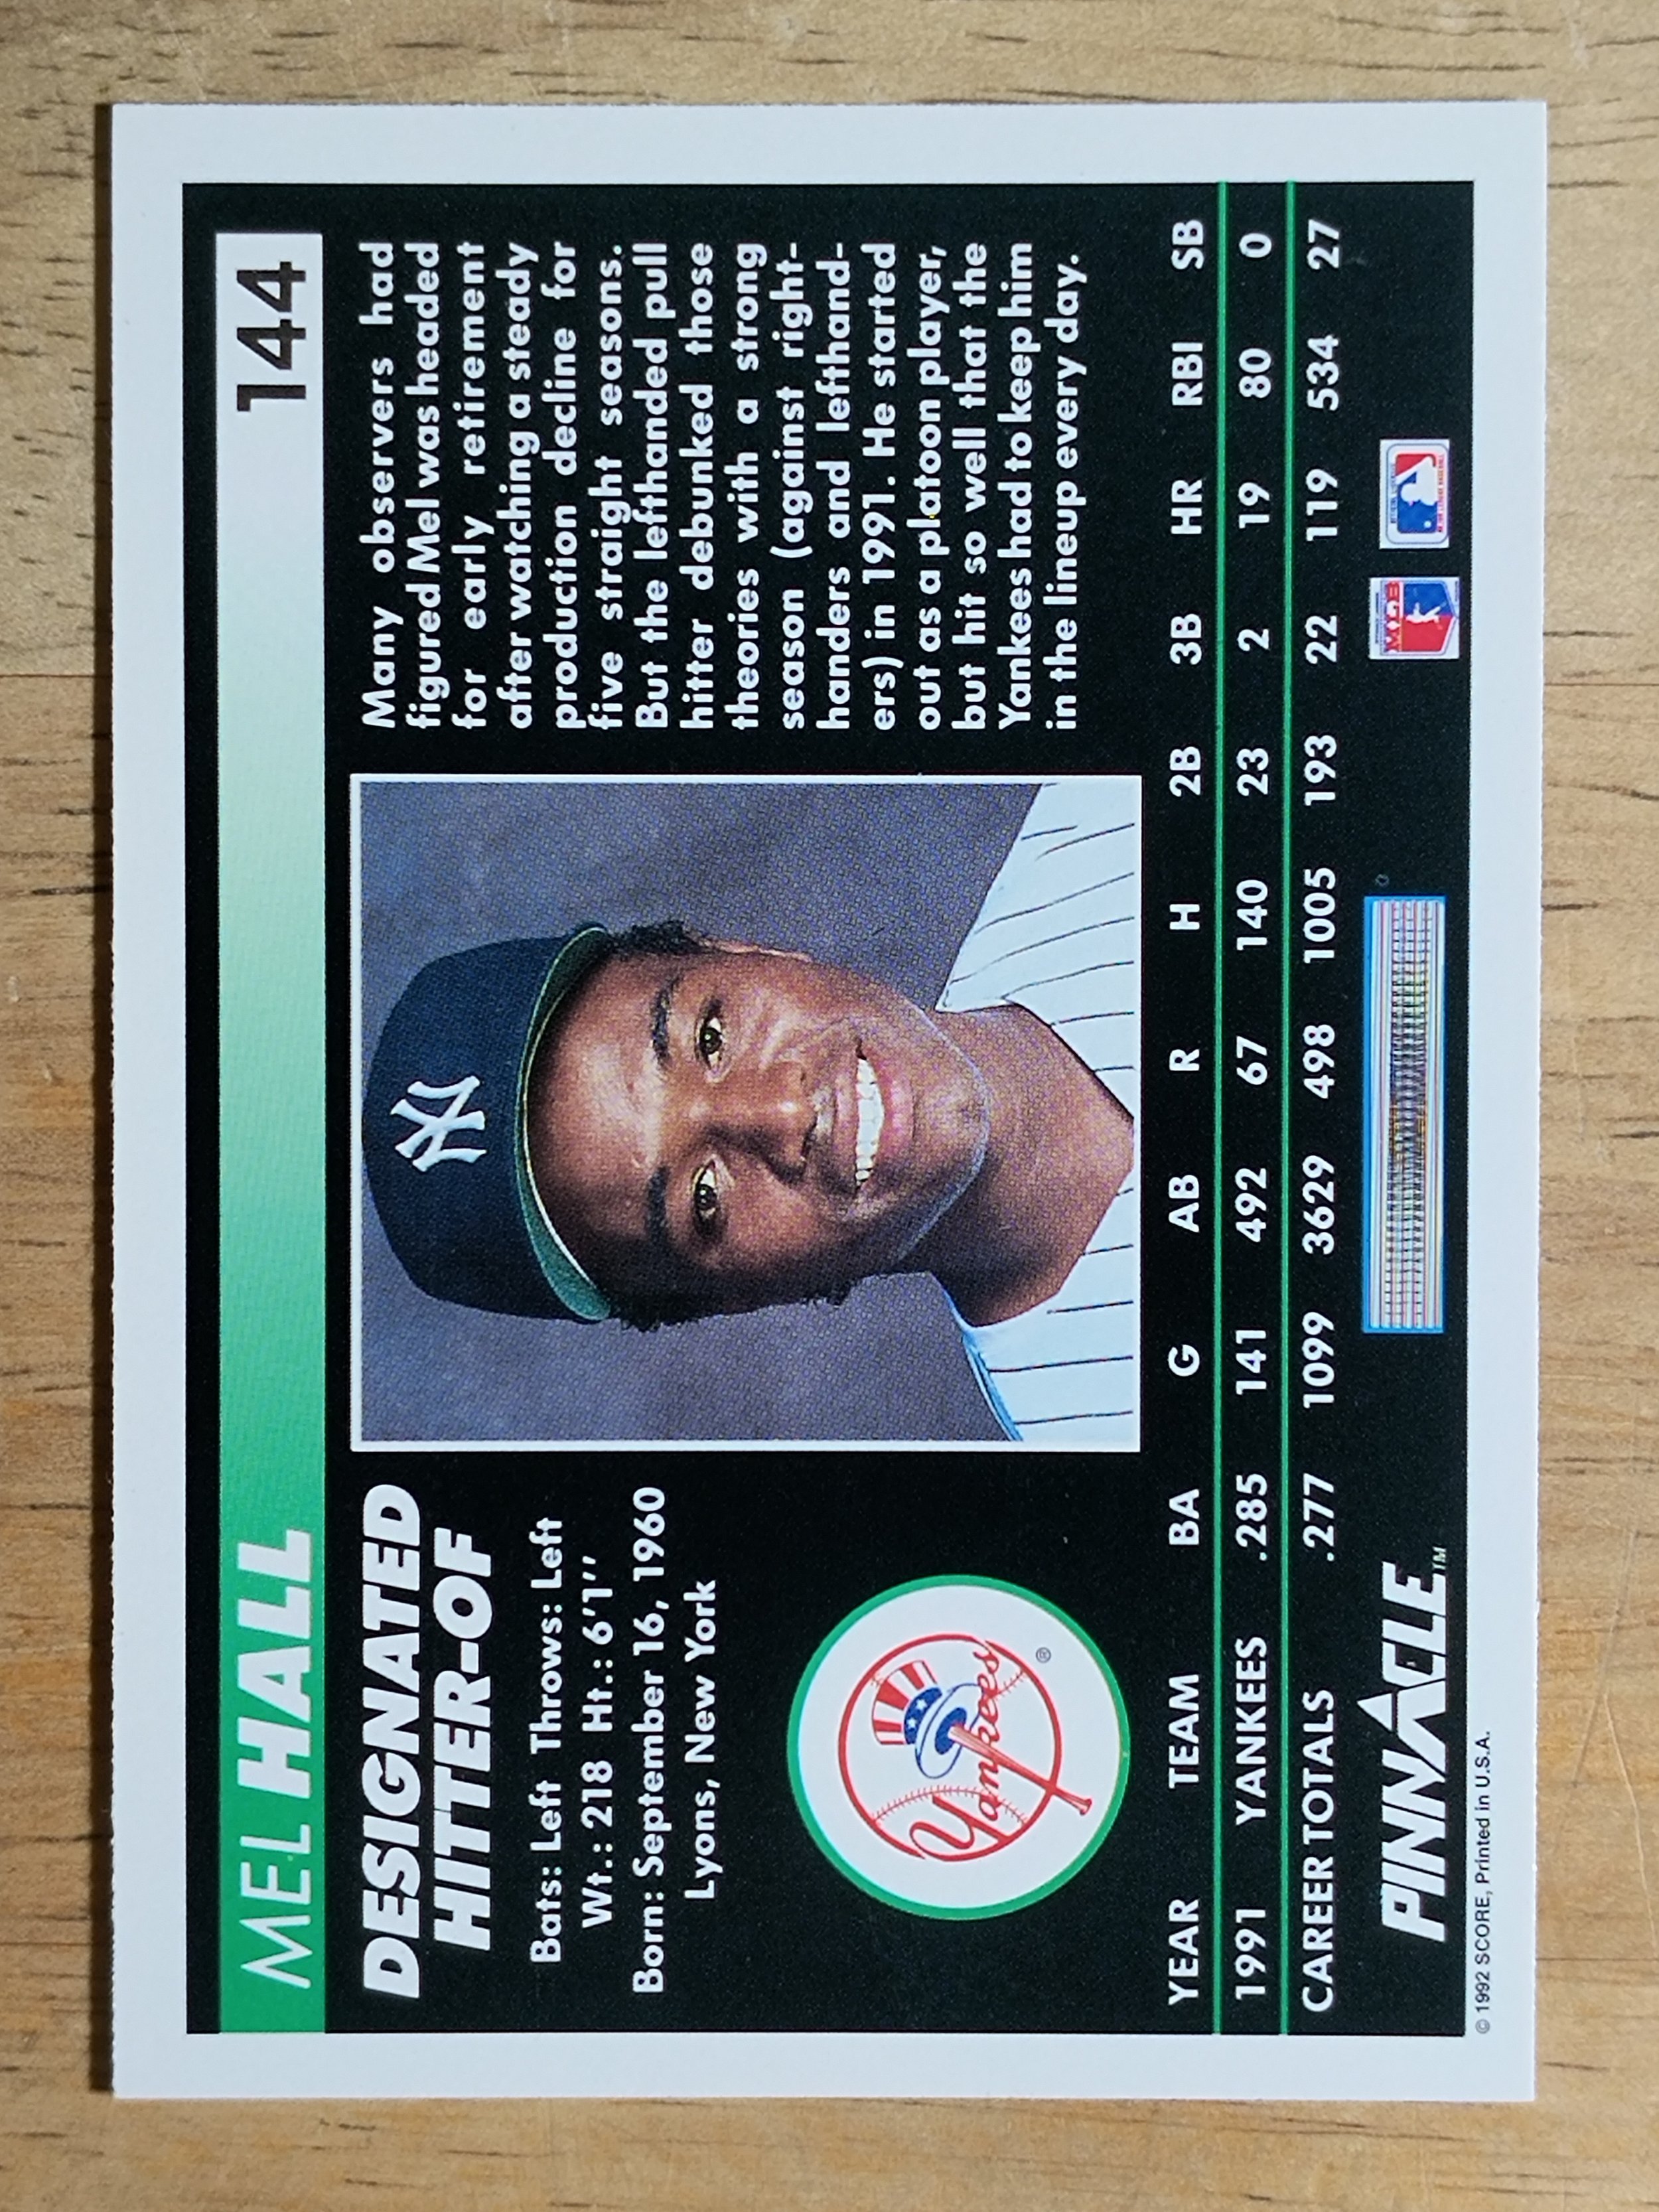 MEL HALL
144
DESIGNATED
HITTER-OF
Bats: Left Throws: Left
Wt.: 218 Ht.: 6'1''
Born: September 16, 1960
Lyons, New York
Yankees
®
NY
Many observers had
figured Mel was headed
for early retirement
after watching a steady
production decline for
five straight seasons.
But the lefthanded pull
hitter debunked those
theories with a strong
season (against right-
handers and lefthand-
ers) in 1991. He started
out as a platoon player,
but hit so well that the
Yankees had to keep him
in the lineup every day.
YEAR TEAM BA G AB R H 2B 3B HR RBI SB
1991 YANKEES .285 141 492 67 140 23 2 19 80 0
CAREER TOTALS .277 1099 3629 498 1005 193 22 119 534 27
PINNACLE™
© 1992 SCORE, Printed in U.S.A.